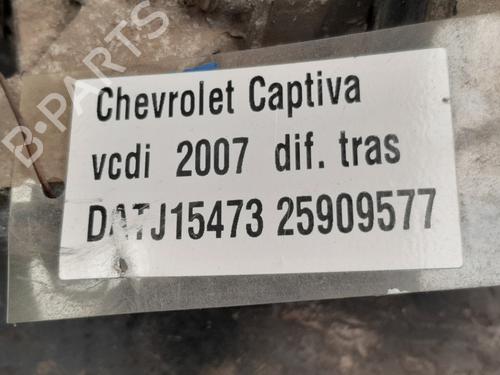 B-PARTS
Chevrolet Captiva
vcdi 2007 dif. tras
DATJ15473 25909577